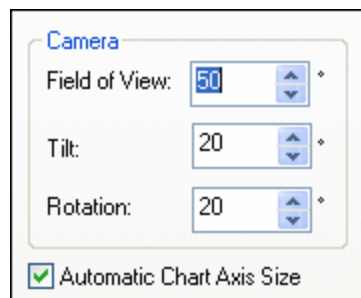 Camera
Field of View: 50 °
Tilt: 20 °
Rotation: 20 °
Automatic Chart Axis Size